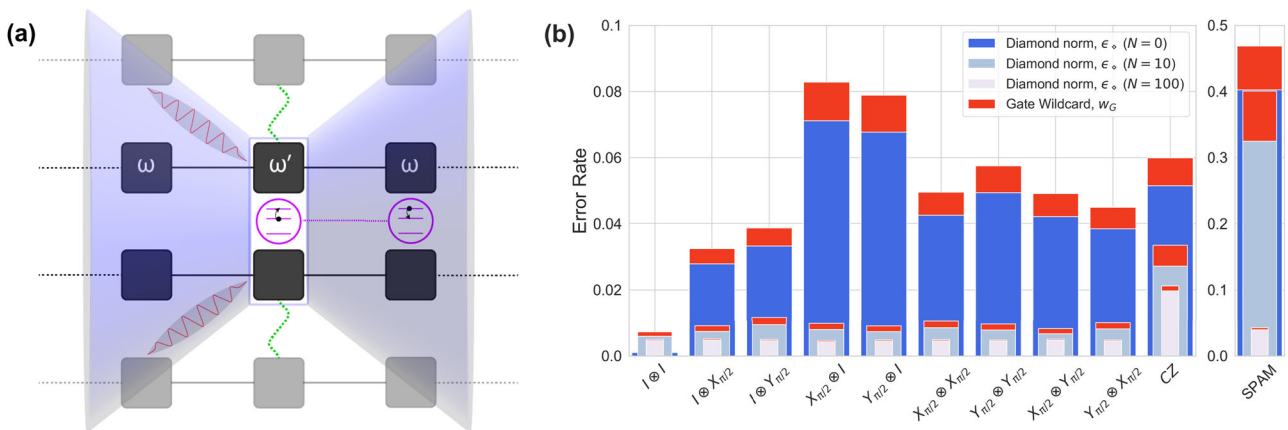 (a)
ω
ω′
ω
(b)
Error Rate
0.1
0.08
0.06
0.04
0.02
0.0
Diamond norm, ϵ⋄ (N = 0)
Diamond norm, ϵ⋄ (N = 10)
Diamond norm, ϵ⋄ (N = 100)
Gate Wildcard, w_G
I ⊗ I
I ⊗ X_π/2
I ⊗ Y_π/2
X_π/2 ⊗ I
Y_π/2 ⊗ I
X_π/2 ⊗ X_π/2
Y_π/2 ⊗ Y_π/2
X_π/2 ⊗ Y_π/2
Y_π/2 ⊗ X_π/2
CZ
0.5
0.4
0.3
0.2
0.1
0.0
SPAM